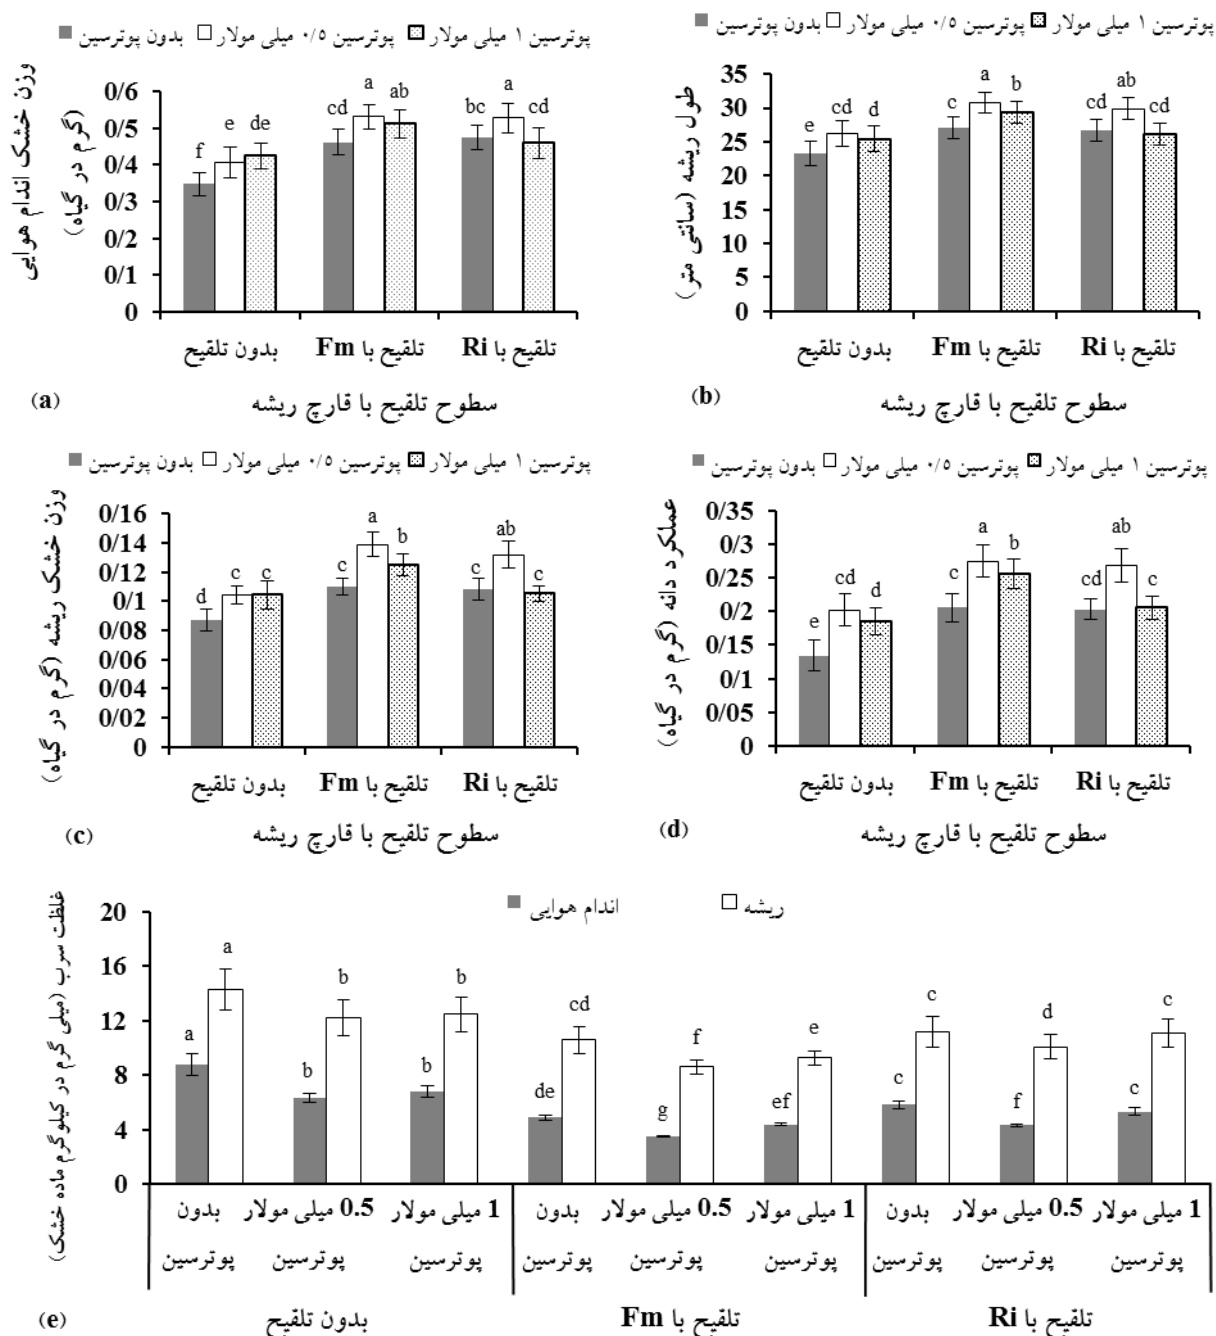 بدون پوترسین پوترسین ۰/۵ میلی مولار پوترسین ۱ میلی مولار
وزن خشک اندام هوایی
(گرم در گیاه)
0/6
0/5
0/4
0/3
0/2
0/1
0
f e de cd a ab bc a cd
بدون تلقیح تلقیح با Fm تلقیح با Ri
سطوح تلقیح با قارچ ریشه
(a)
بدون پوترسین پوترسین ۰/۵ میلی مولار پوترسین ۱ میلی مولار
طول ریشه (سانتی متر)
35
30
25
20
15
10
5
0
e cd d c a b cd ab cd
بدون تلقیح تلقیح با Fm تلقیح با Ri
سطوح تلقیح با قارچ ریشه
(b)
بدون پوترسین پوترسین ۰/۵ میلی مولار پوترسین ۱ میلی مولار
وزن خشک ریشه (گرم در گیاه)
0/16
0/14
0/12
0/1
0/08
0/06
0/04
0/02
0
d c c c a b c ab c
بدون تلقیح تلقیح با Fm تلقیح با Ri
سطوح تلقیح با قارچ ریشه
(c)
بدون پوترسین پوترسین ۰/۵ میلی مولار پوترسین ۱ میلی مولار
عملکرد دانه (گرم در گیاه)
0/35
0/3
0/25
0/2
0/15
0/1
0/05
0
e cd d c a b cd ab c
بدون تلقیح تلقیح با Fm تلقیح با Ri
سطوح تلقیح با قارچ ریشه
(d)
اندام هوایی ریشه
غلظت سرب (میلی گرم در کیلوگرم ماده خشک)
20
16
12
8
4
0
a a b b b b de cd g f ef e c c f d c c
بدون 0.5 میلی مولار 1 میلی مولار بدون 0.5 میلی مولار 1 میلی مولار بدون 0.5 میلی مولار 1 میلی مولار
پوترسین پوترسین پوترسین پوترسین پوترسین پوترسین پوترسین پوترسین پوترسین
بدون تلقیح تلقیح با Fm تلقیح با Ri
(e)